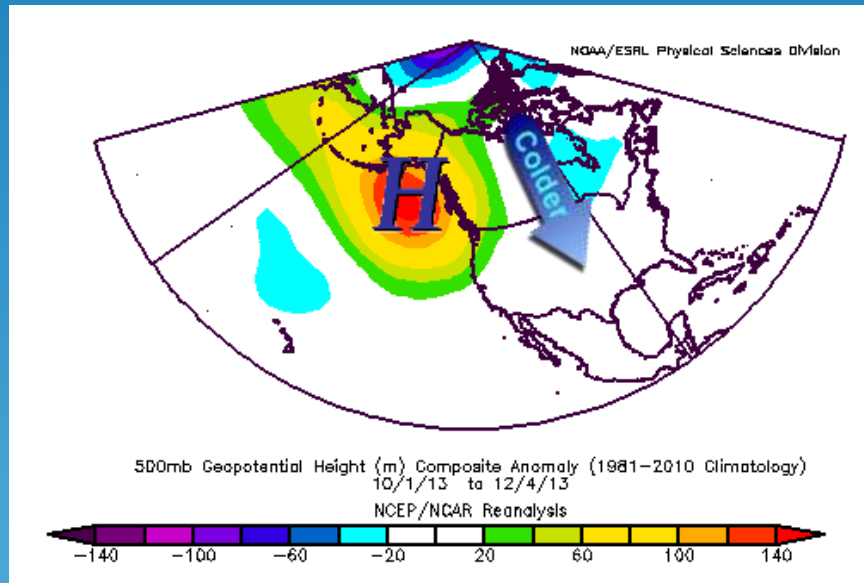 NOAA/ESRL Physical Sciences Division
H
Colder
500mb Geopotential Height (m) Composite Anomaly (1981-2010 Climatology)
10/1/13 to 12/4/13
NCEP/NCAR Reanalysis
-140 -100 -60 -20 20 60 100 140